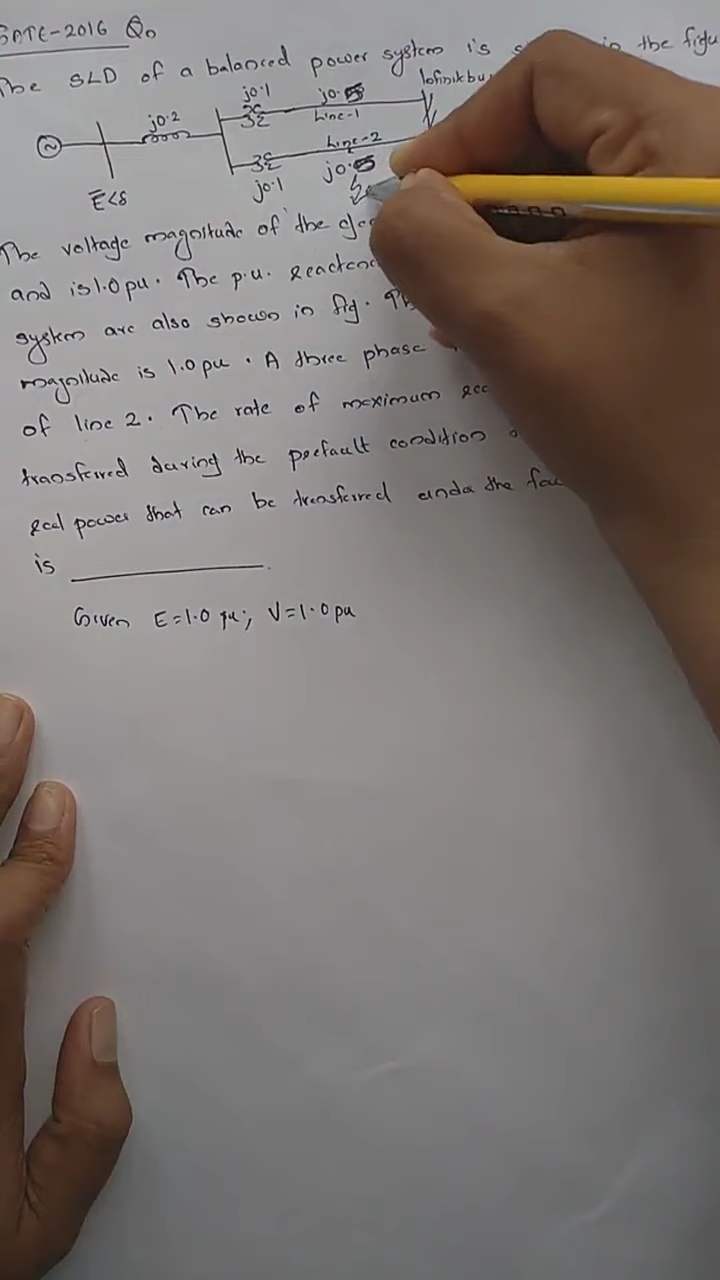 GATE-2016 Qn
The SLD of a balanced power system is in the figu
Infinite bu
j0.2
j0.1
j0.5
Line-1
Line-2
j0.1
j0.5
E<δ
The voltage magnitude of the
and is 1.0 pu. The p.u. Reactanc
system are also shown in fig.
magnitude is 1.0 pu. A three phase
of line 2. The rate of maximum
transferred during the prefault condition
real power that can be transferred under the fau
is ________
Given E=1.0 pu; V=1.0 pu